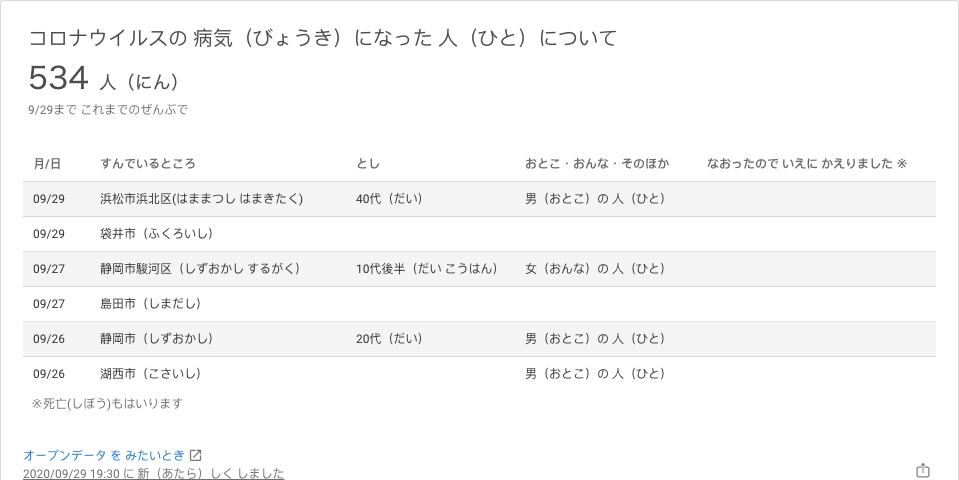 コロナウイルスの 病気（びょうき）になった 人（ひと）について
534 人（にん）
9/29まで これまでのぜんぶで
月/日 すんでいるところ とし おとこ・おんな・そのほか なおったので いえに かえりました ※
09/29 浜松市浜北区(はままつし はまきたく) 40代（だい） 男（おとこ）の 人（ひと）
09/29 袋井市（ふくろいし）
09/27 静岡市駿河区（しずおかし するがく） 10代後半（だい こうはん） 女（おんな）の 人（ひと）
09/27 島田市（しまだし）
09/26 静岡市（しずおかし） 20代（だい） 男（おとこ）の 人（ひと）
09/26 湖西市（こさいし） 男（おとこ）の 人（ひと）
※死亡(しぼう)もはいります
オープンデータ を みたいとき
2020/09/29 19:30 に 新（あたら）しく しました